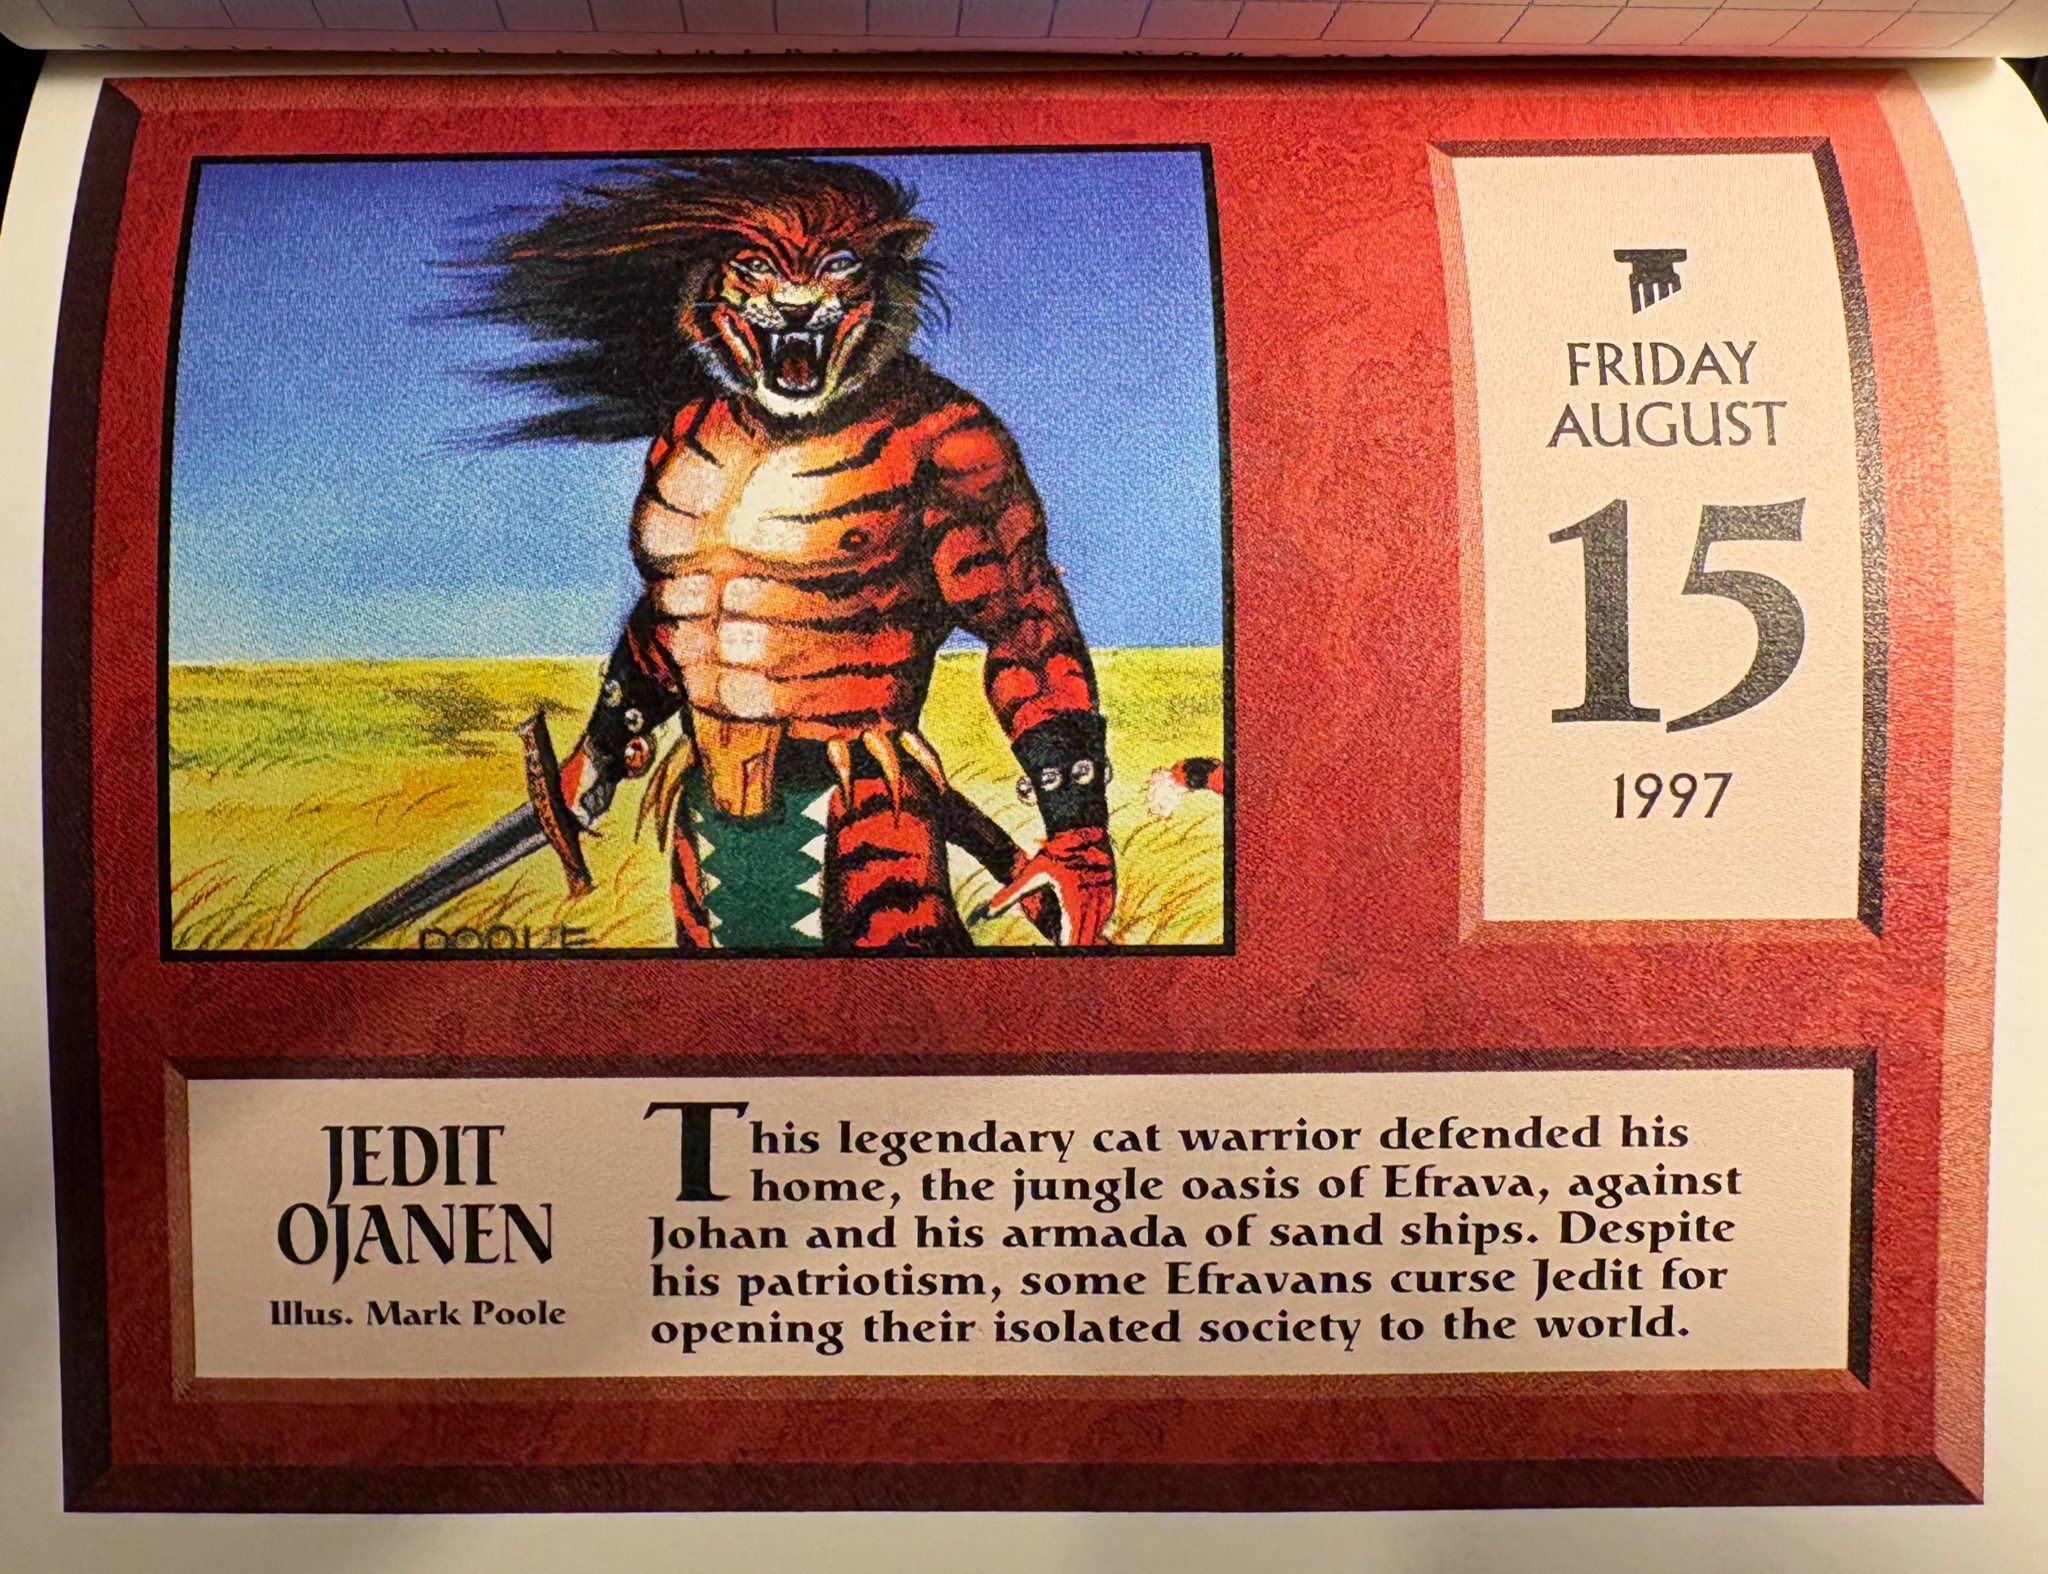 FRIDAY
AUGUST
15
1997
POOLE
JEDIT
OJANEN
Illus. Mark Poole
This legendary cat warrior defended his
home, the jungle oasis of Efrava, against
Johan and his armada of sand ships. Despite
his patriotism, some Efravans curse Jedit for
opening their isolated society to the world.